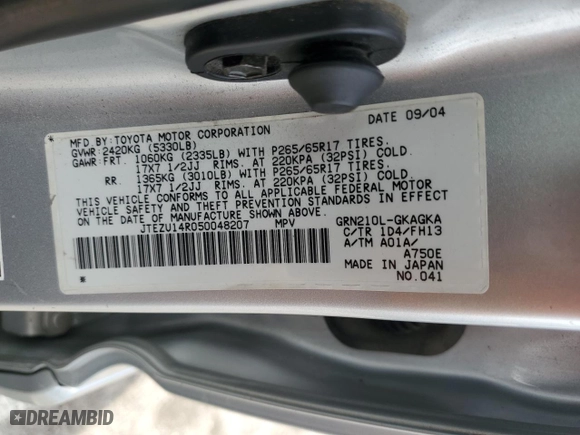 DATE 09/04
MFD.BY:TOYOTA MOTOR CORPORATION
GVWR:2420KG (5330LB)
GAWR:FRT. 1060KG (2335LB) WITH P265/65R17 TIRES.
17X7 1/2JJ RIMS. AT 220KPA (32PSI) COLD.
RR. 1365KG (3010LB) WITH P265/65R17 TIRES.
17X7 1/2JJ RIMS. AT 220KPA (32PSI) COLD.
THIS VEHICLE CONFORMS TO ALL APPLICABLE FEDERAL MOTOR
VEHICLE SAFETY AND THEFT PREVENTION STANDARDS IN EFFECT
ON THE DATE OF MANUFACTURE SHOWN ABOVE.
JTEZU14R050048207 MPV
GRN210L-GKAGKA
C/TR 1D4/FH13
A/TM A01A/
A750E
MADE IN JAPAN
NO.041
DREAMBID